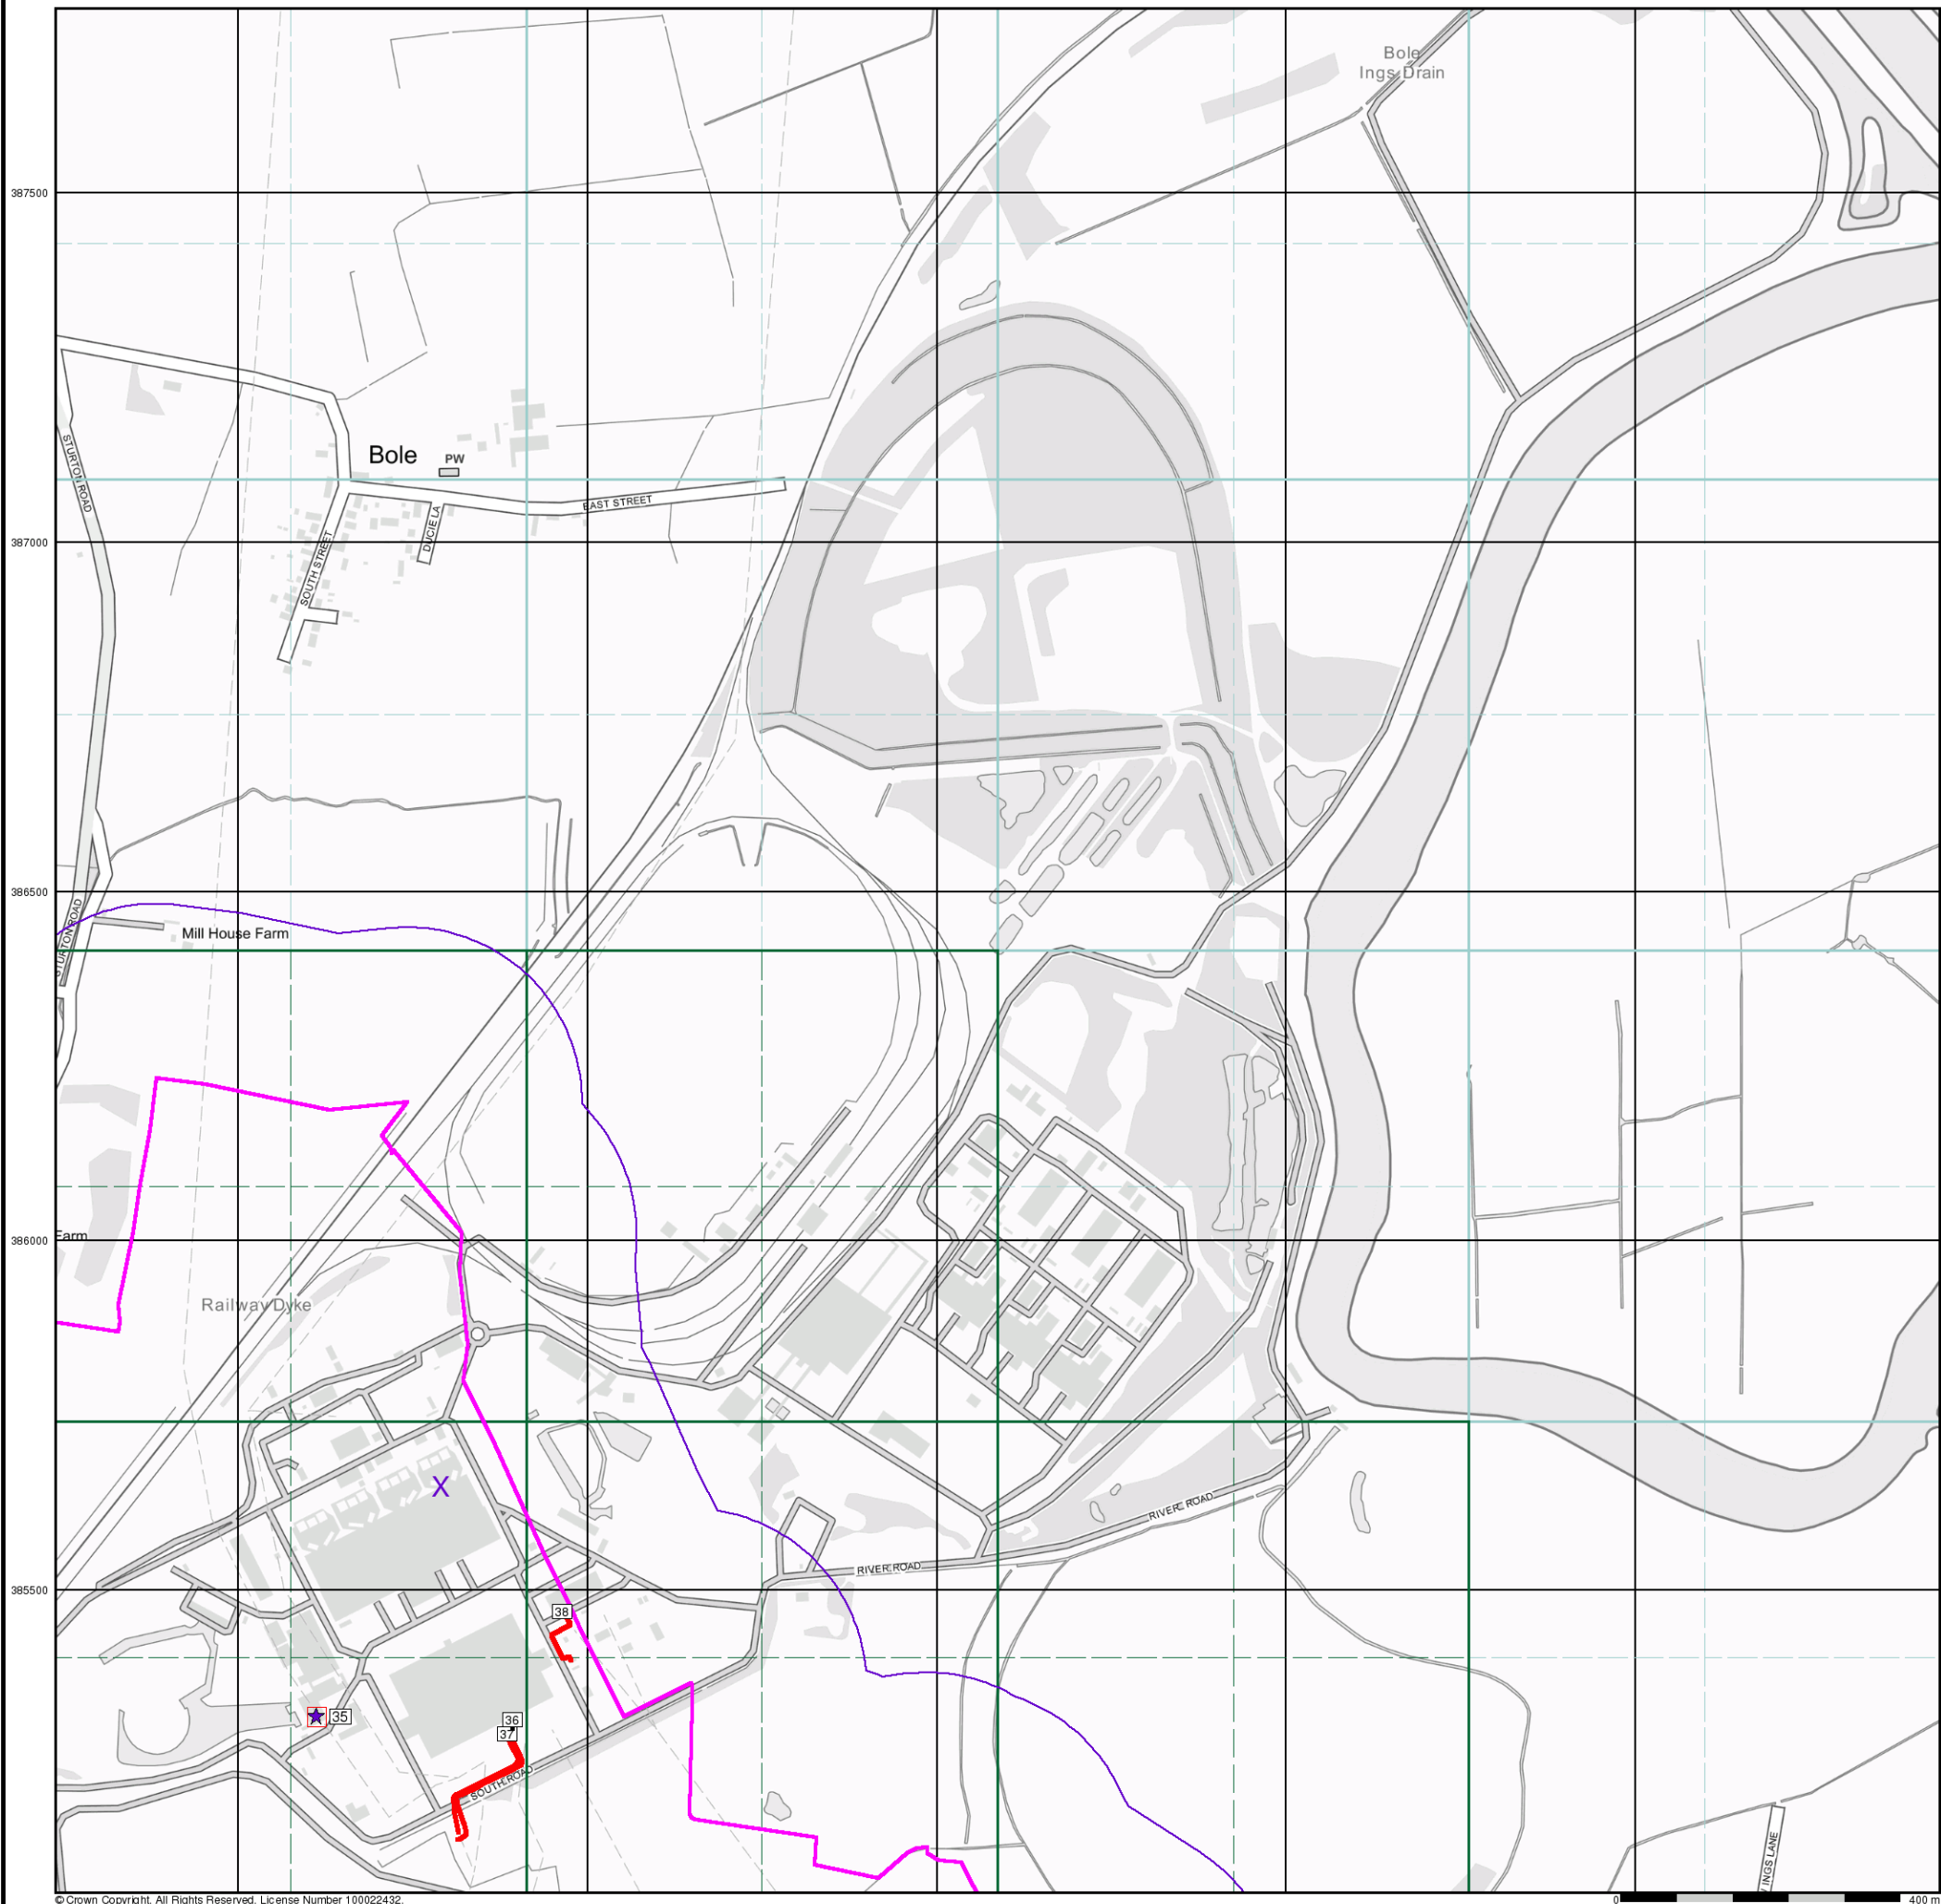 Bole
Ings Drain
387500
STURTON ROAD
Bole
PW
EAST STREET
DUCIE LA
SOUTH STREET
387000
386500
STURTON ROAD
Mill House Farm
386000
Farm
Railway Dyke
X
RIVER ROAD
RIVER ROAD
385500
38
35
36
37
SOUTH ROAD
INGS LANE
© Crown Copyright. All Rights Reserved. License Number 100022432.
0 400 m